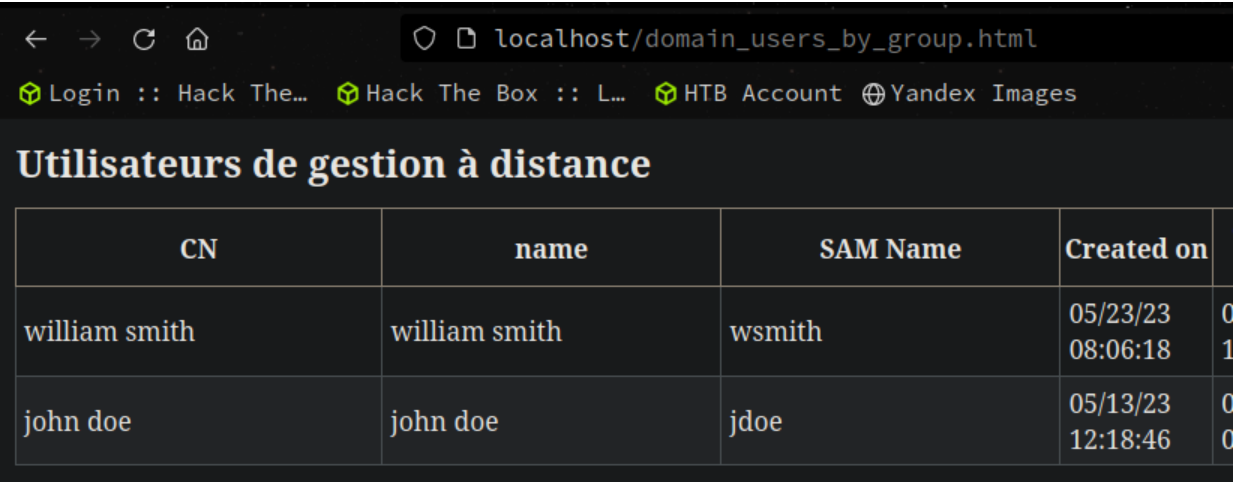 localhost/domain_users_by_group.html
Login :: Hack The… Hack The Box :: L… HTB Account Yandex Images
Utilisateurs de gestion à distance
CN name SAM Name Created on
william smith william smith wsmith 05/23/23 08:06:18
john doe john doe jdoe 05/13/23 12:18:46